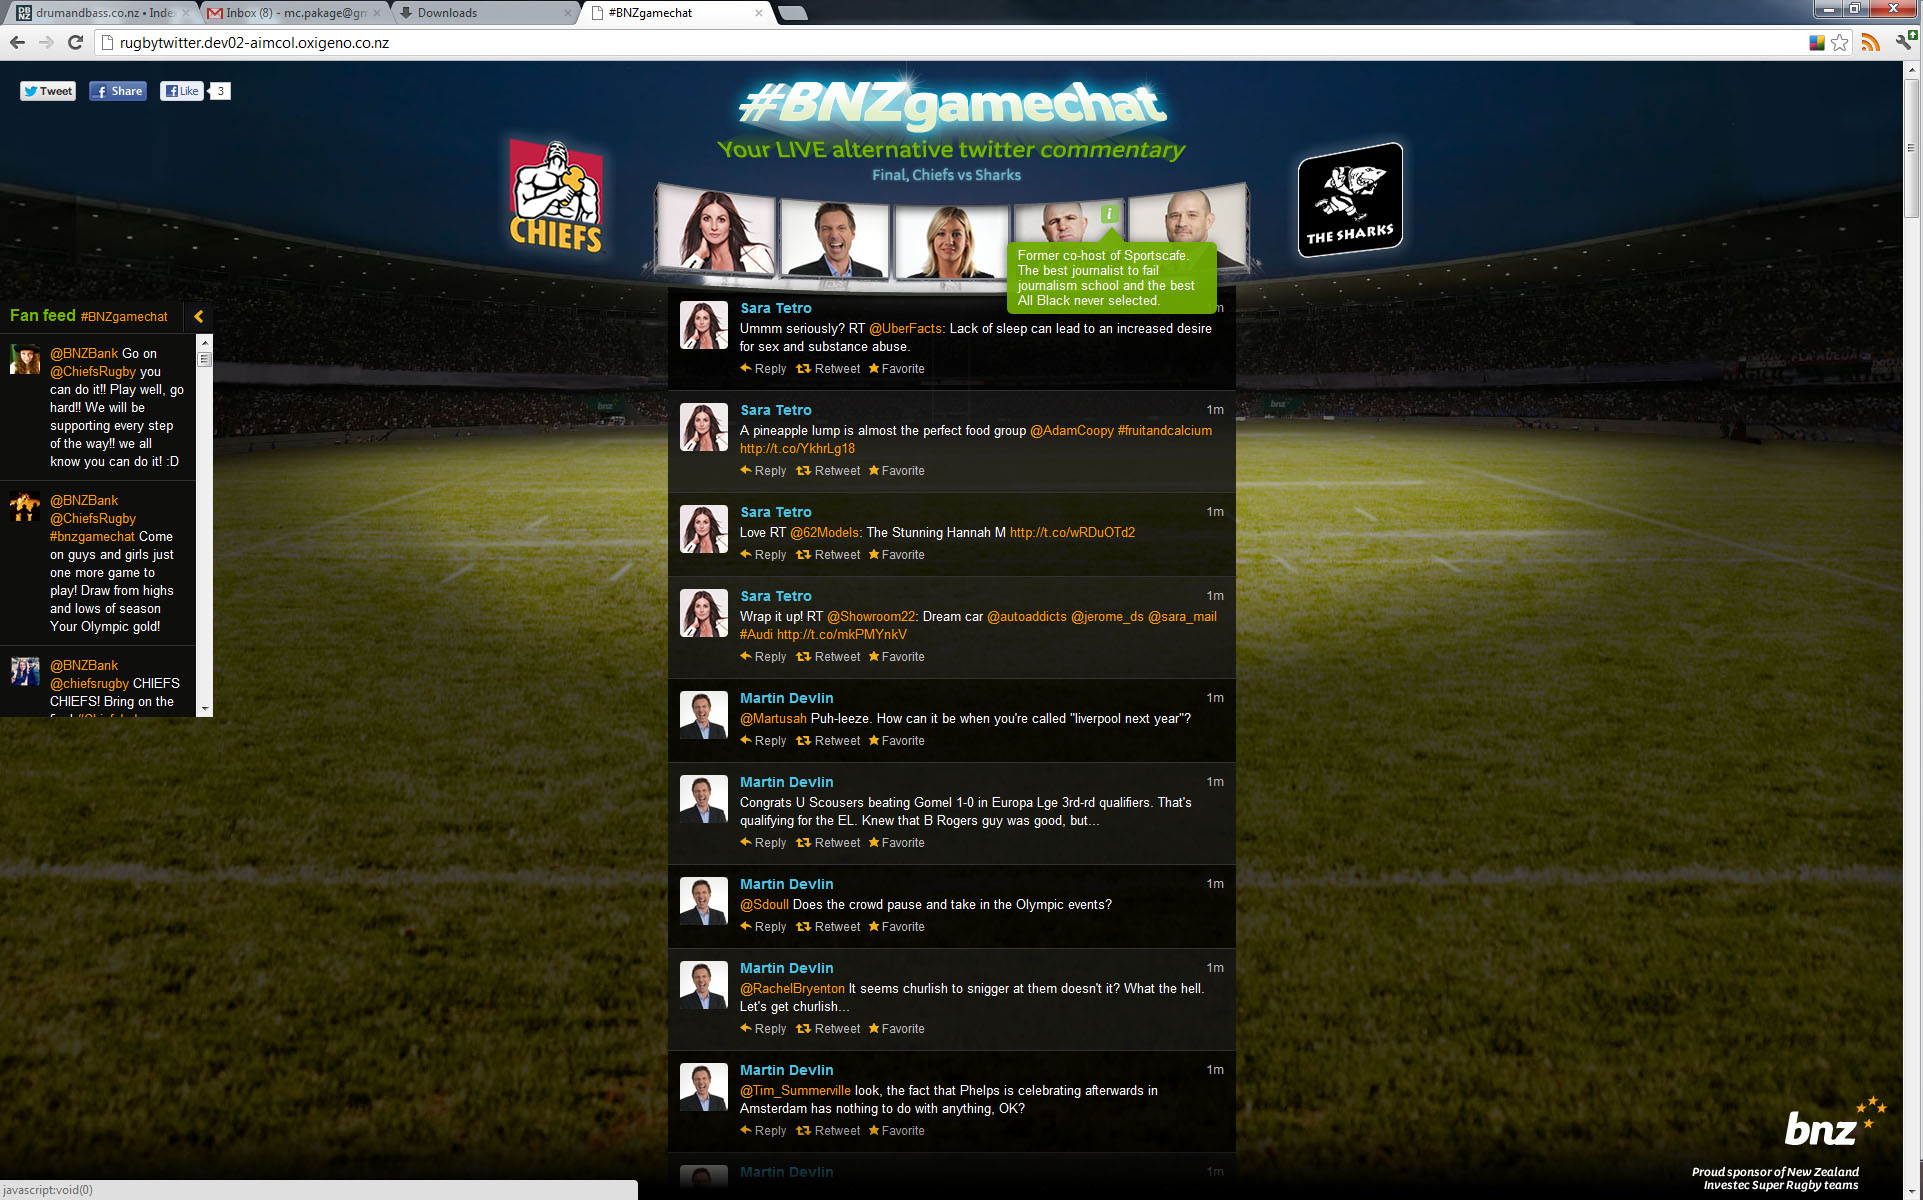 drumandbass.co.nz • Inde
Inbox (8) - mc.pakage@gm
Downloads
#BNZgamechat
rugbytwitter.dev02-aimcol.oxigeno.co.nz
Tweet
Share
Like
3
#BNZgamechat
Your LIVE alternative twitter commentary
Final, Chiefs vs Sharks
CHIEFS
THE SHARKS
i
Former co-host of Sportscafe.
The best journalist to fail
journalism school and the best
All Black never selected.
Fan feed #BNZgamechat
@BNZBank Go on
@ChiefsRugby you
can do it!! Play well, go
hard!! We will be
supporting every step
of the way!! we all
know you can do it! :D
@BNZBank
@ChiefsRugby
#bnzgamechat Come
on guys and girls just
one more game to
play! Draw from highs
and lows of season
Your Olympic gold!
@BNZBank
@chiefsrugby CHIEFS
CHIEFS! Bring on the
Sara Tetro
Ummm seriously? RT @UberFacts: Lack of sleep can lead to an increased desire
for sex and substance abuse.
Reply Retweet Favorite
Sara Tetro 1m
A pineapple lump is almost the perfect food group @AdamCoopy #fruitandcalcium
http://t.co/YkhrLg18
Reply Retweet Favorite
Sara Tetro 1m
Love RT @62Models: The Stunning Hannah M http://t.co/wRDuOTd2
Reply Retweet Favorite
Sara Tetro 1m
Wrap it up! RT @Showroom22: Dream car @autoaddicts @jerome_ds @sara_mail
#Audi http://t.co/mkPMYnkV
Reply Retweet Favorite
Martin Devlin 1m
@Martusah Puh-leeze. How can it be when you're called "liverpool next year"?
Reply Retweet Favorite
Martin Devlin 1m
Congrats U Scousers beating Gomel 1-0 in Europa Lge 3rd-rd qualifiers. That's
qualifying for the EL. Knew that B Rogers guy was good, but...
Reply Retweet Favorite
Martin Devlin 1m
@Sdoull Does the crowd pause and take in the Olympic events?
Reply Retweet Favorite
Martin Devlin 1m
@RachelBryenton It seems churlish to snigger at them doesn't it? What the hell.
Let's get churlish...
Reply Retweet Favorite
Martin Devlin 1m
@Tim_Summerville look, the fact that Phelps is celebrating afterwards in
Amsterdam has nothing to do with anything, OK?
Reply Retweet Favorite
Martin Devlin 1m
bnz
Proud sponsor of New Zealand
Investec Super Rugby teams
javascript:void(0)